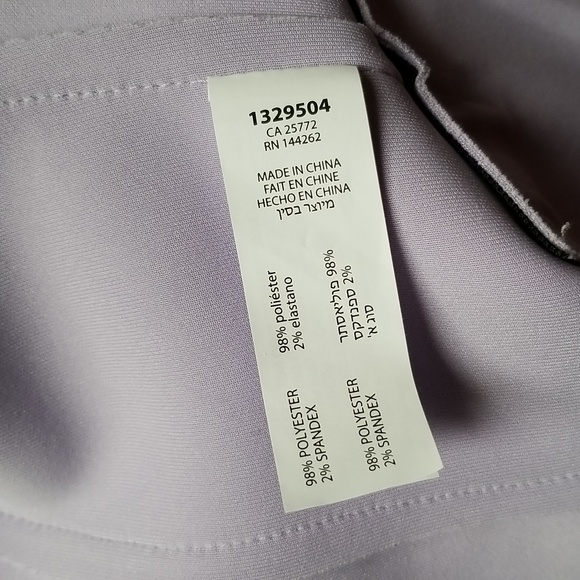 1329504
CA 25772
RN 144262
MADE IN CHINA
FAIT EN CHINE
HECHO EN CHINA
מיוצר בסין
98% poliéster
2% elastano
98% פוליאסתר
2% ספנדקס
סוג א'
98% POLYESTER
2% SPANDEX
98% POLYESTER
2% SPANDEX